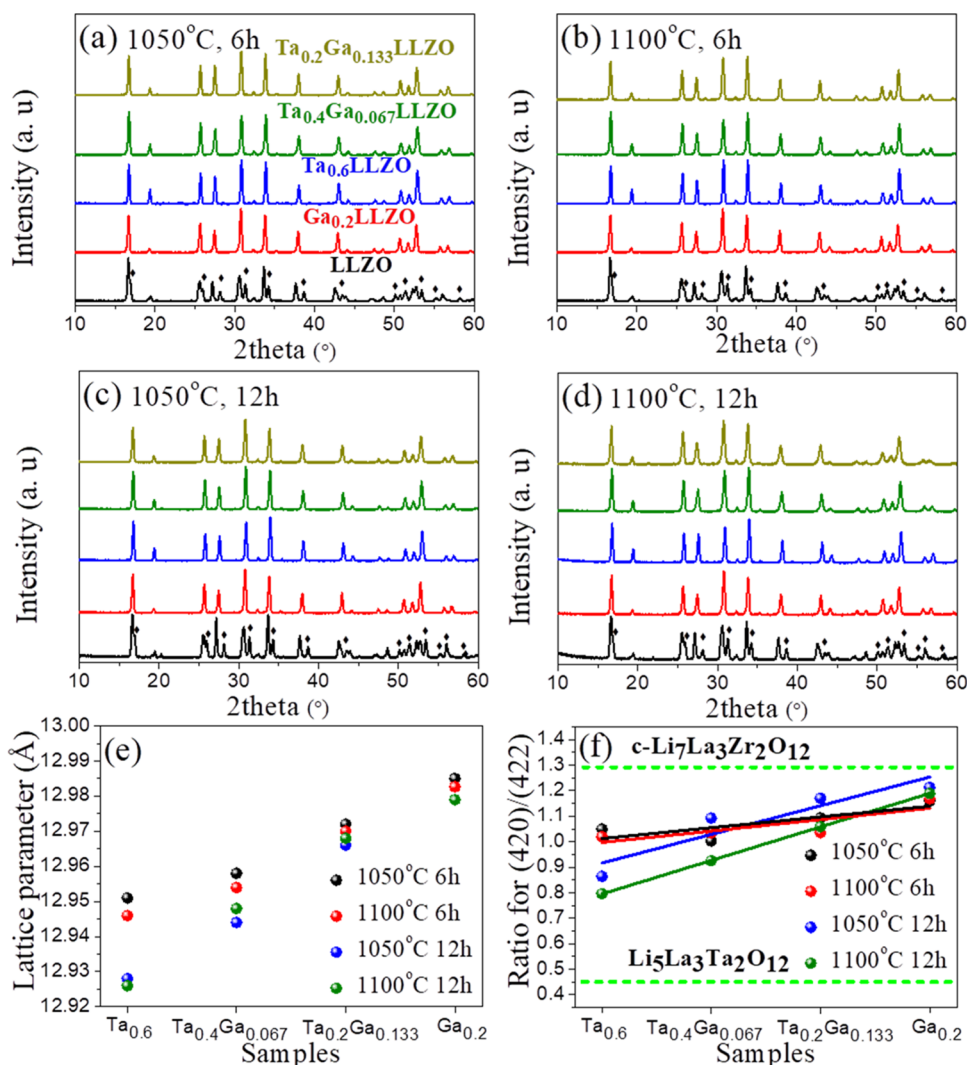 (a) 1050°C, 6h
Ta0.2Ga0.133LLZO
Ta0.4Ga0.067LLZO
Ta0.6LLZO
Ga0.2LLZO
LLZO
Intensity (a. u)
10 20 30 40 50 60
2theta (°)
(b) 1100°C, 6h
Intensity (a. u)
10 20 30 40 50 60
2theta (°)
(c) 1050°C, 12h
Intensity (a. u)
10 20 30 40 50 60
2theta (°)
(d) 1100°C, 12h
Intensity (a. u)
10 20 30 40 50 60
2theta (°)
(e)
Lattice parameter (Å)
13.00
12.99
12.98
12.97
12.96
12.95
12.94
12.93
12.92
1050°C 6h
1100°C 6h
1050°C 12h
1100°C 12h
Ta0.6 Ta0.4Ga0.067 Ta0.2Ga0.133 Ga0.2
Samples
(f)
Ratio for (420)/(422)
1.4
1.3
1.2
1.1
1.0
0.9
0.8
0.7
0.6
0.5
0.4
c-Li7La3Zr2O12
1050°C 6h
1100°C 6h
1050°C 12h
1100°C 12h
Li5La3Ta2O12
Ta0.6 Ta0.4Ga0.067 Ta0.2Ga0.133 Ga0.2
Samples